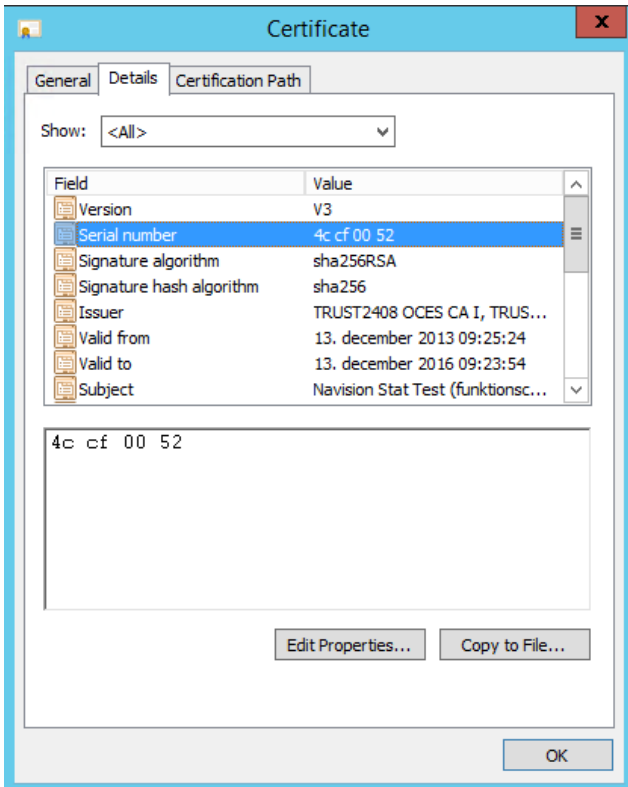 Certificate
x
General Details Certification Path
Show: <All>
Field Value
Version V3
Serial number 4c cf 00 52
Signature algorithm sha256RSA
Signature hash algorithm sha256
Issuer TRUST2408 OCES CA I, TRUS...
Valid from 13. december 2013 09:25:24
Valid to 13. december 2016 09:23:54
Subject Navision Stat Test (funktionsc...
4c cf 00 52
Edit Properties... Copy to File...
OK